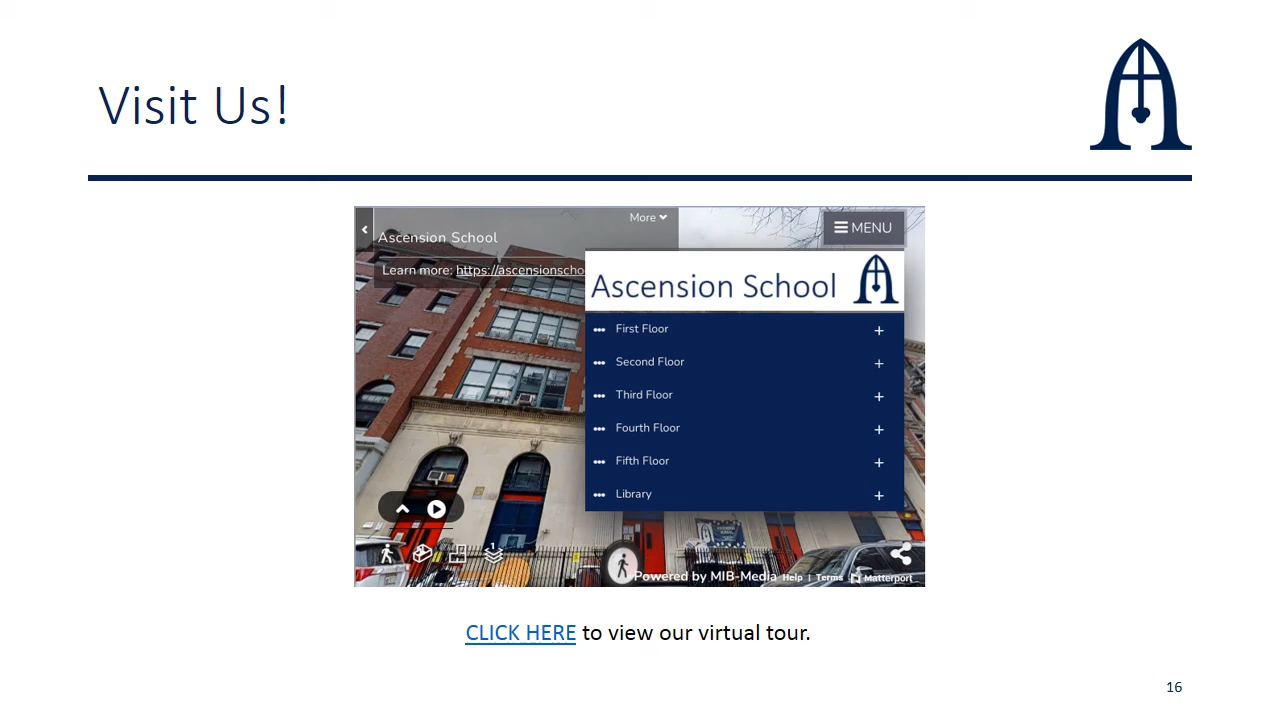 Visit Us!
More
MENU
Ascension School
Learn more: https://ascensionscho
Ascension School
First Floor
Second Floor
Third Floor
Fourth Floor
Fifth Floor
Library
1
Powered by MIB-Media Help | Terms Matterport
CLICK HERE to view our virtual tour.
16